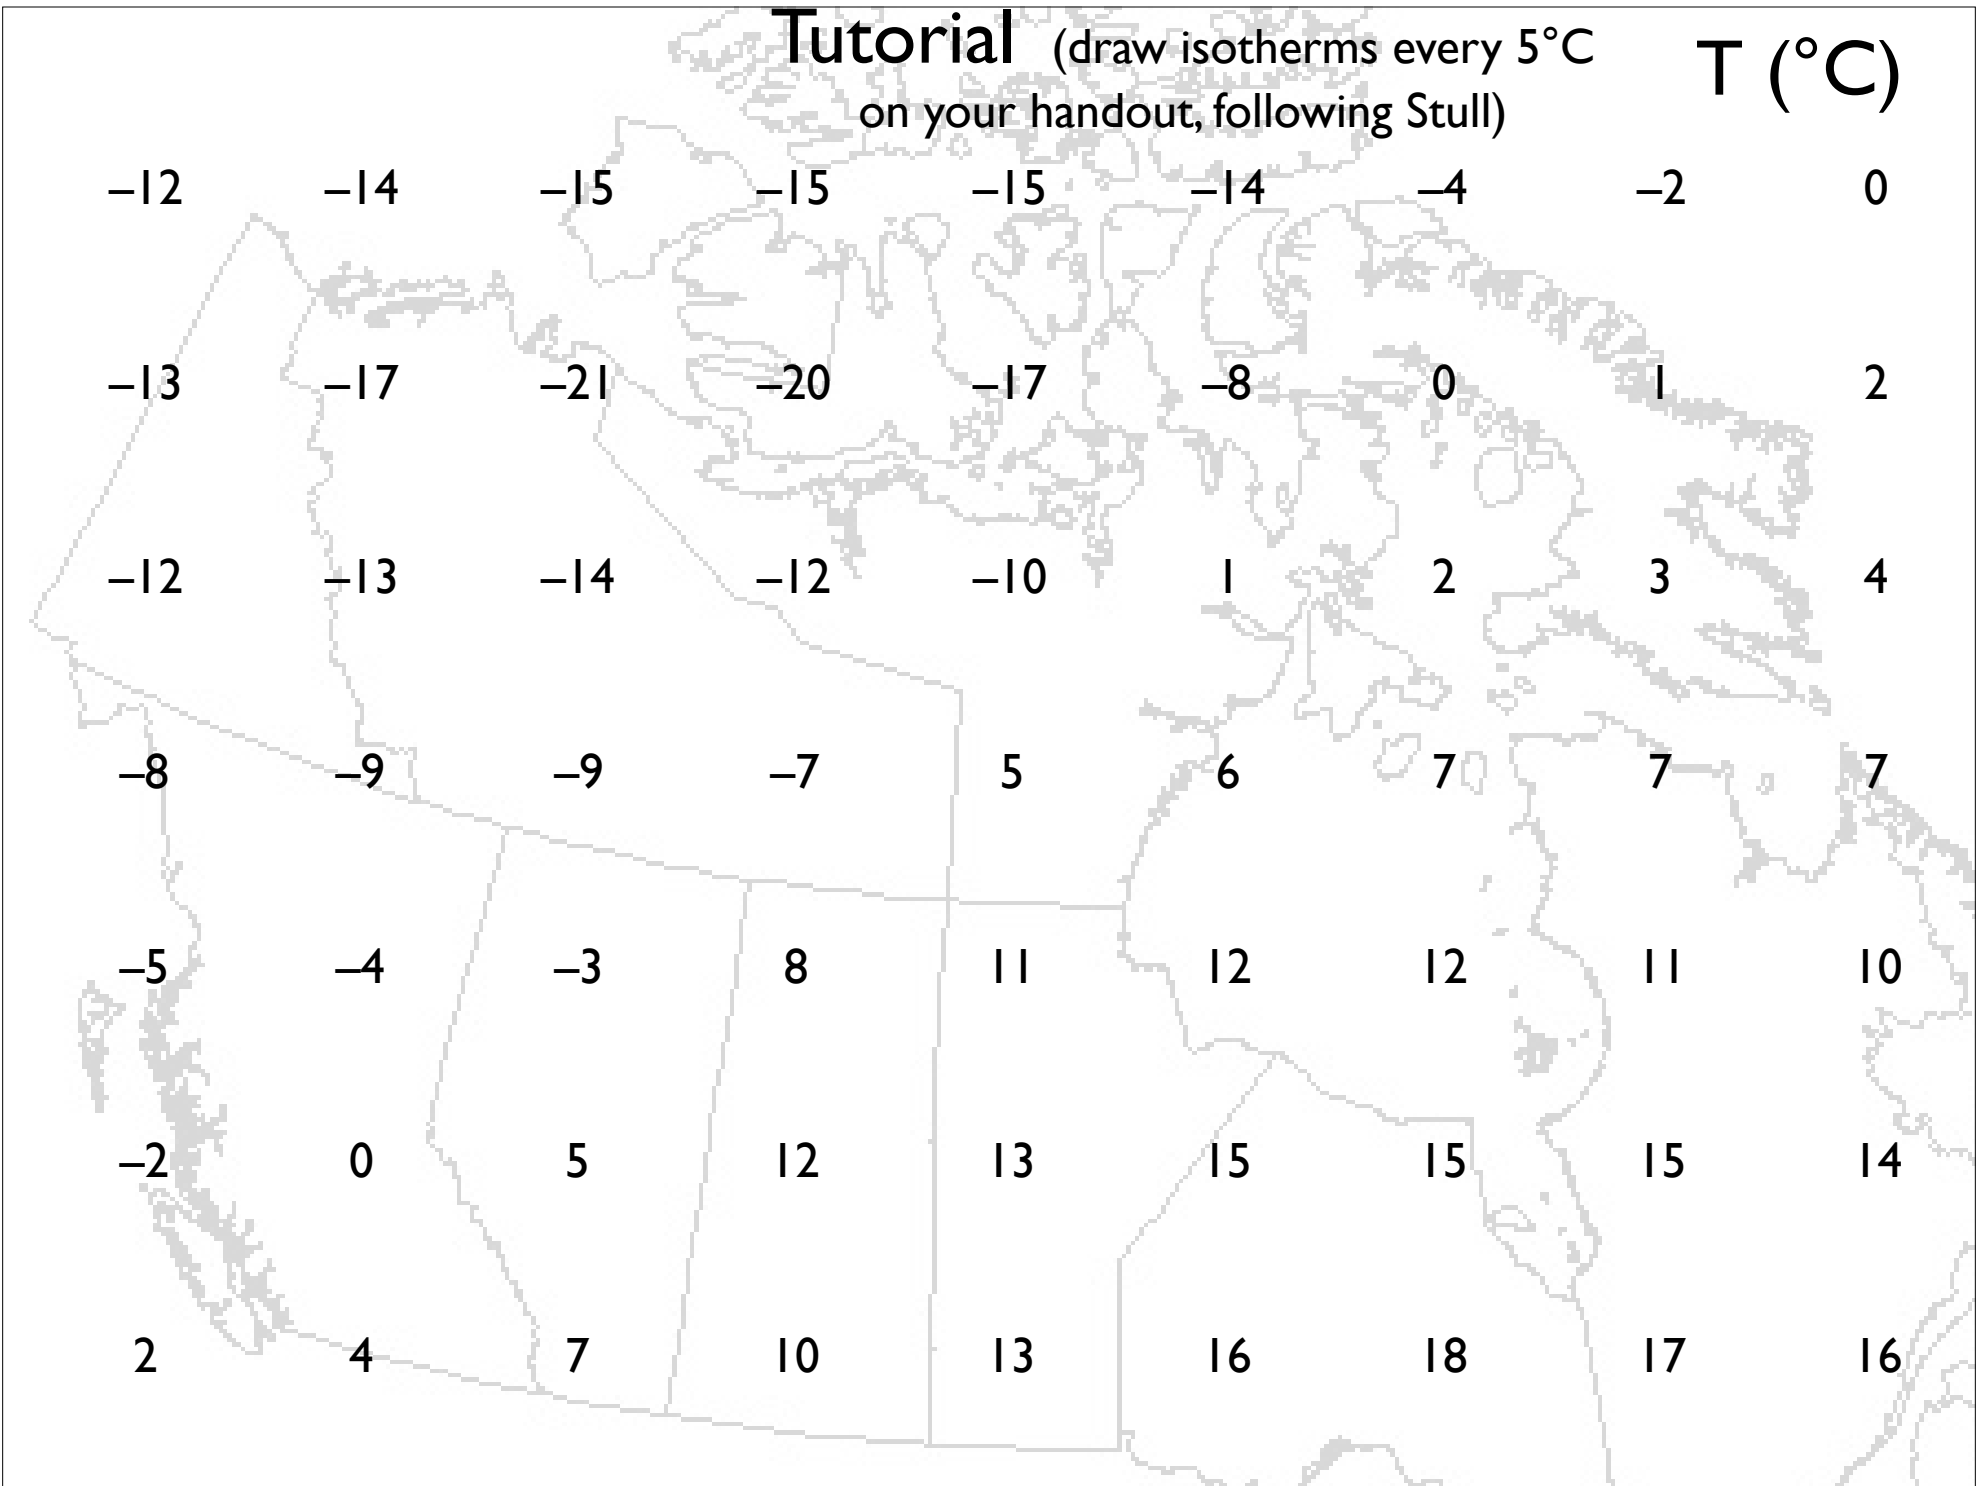 Tutorial (draw isotherms every 5°C T (°C)
on your handout, following Stull)
–12 –14 –15 –15 –15 –14 –4 –2 0
–13 –17 –21 –20 –17 –8 0 1 2
–12 –13 –14 –12 –10 1 2 3 4
–8 –9 –9 –7 5 6 7 7 7
–5 –4 –3 8 11 12 12 11 10
–2 0 5 12 13 15 15 15 14
2 4 7 10 13 16 18 17 16